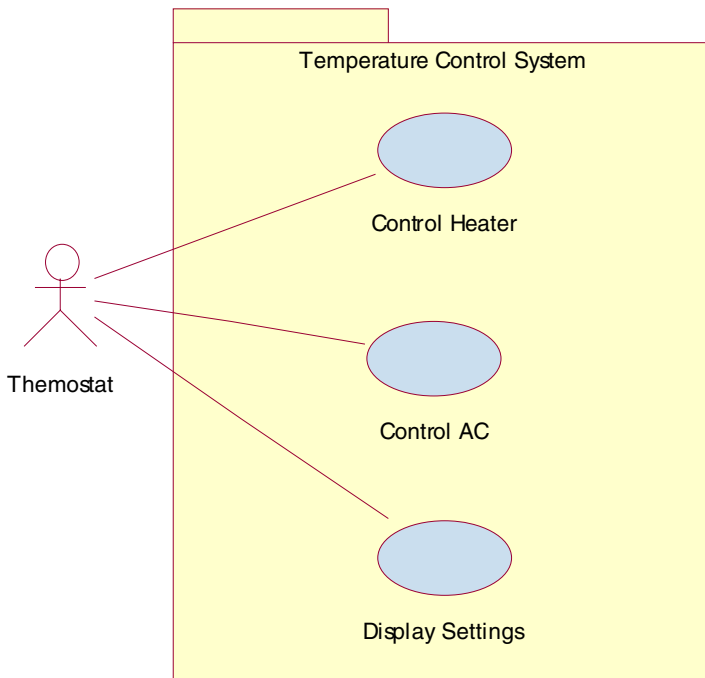 Temperature Control System
Control Heater
Themostat
Control AC
Display Settings